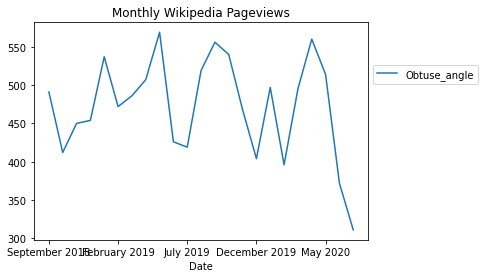 Monthly Wikipedia Pageviews
550
500
450
400
350
300
Obtuse_angle
September 2018 February 2019 July 2019 December 2019 May 2020
Date